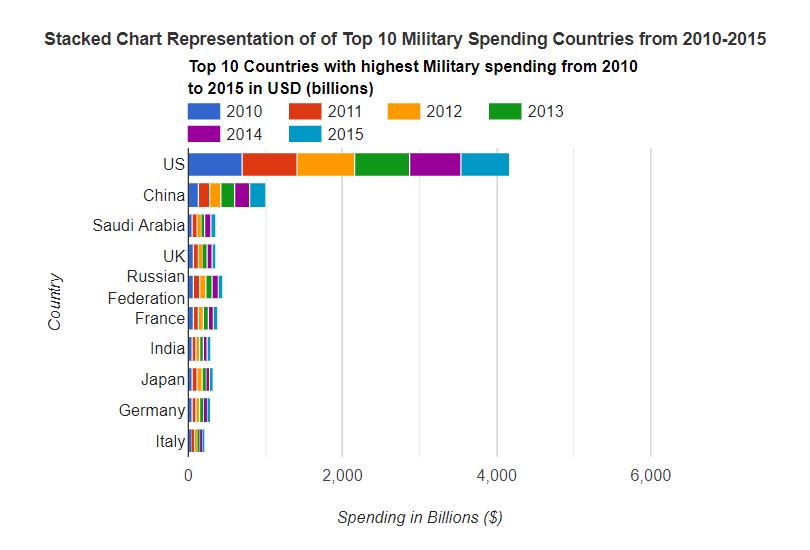 Stacked Chart Representation of of Top 10 Military Spending Countries from 2010-2015
Top 10 Countries with highest Military spending from 2010
to 2015 in USD (billions)
2010 2011 2012 2013
2014 2015
US
China
Saudi Arabia
UK
Russian
Federation
France
India
Japan
Germany
Italy
Country
0 2,000 4,000 6,000
Spending in Billions ($)